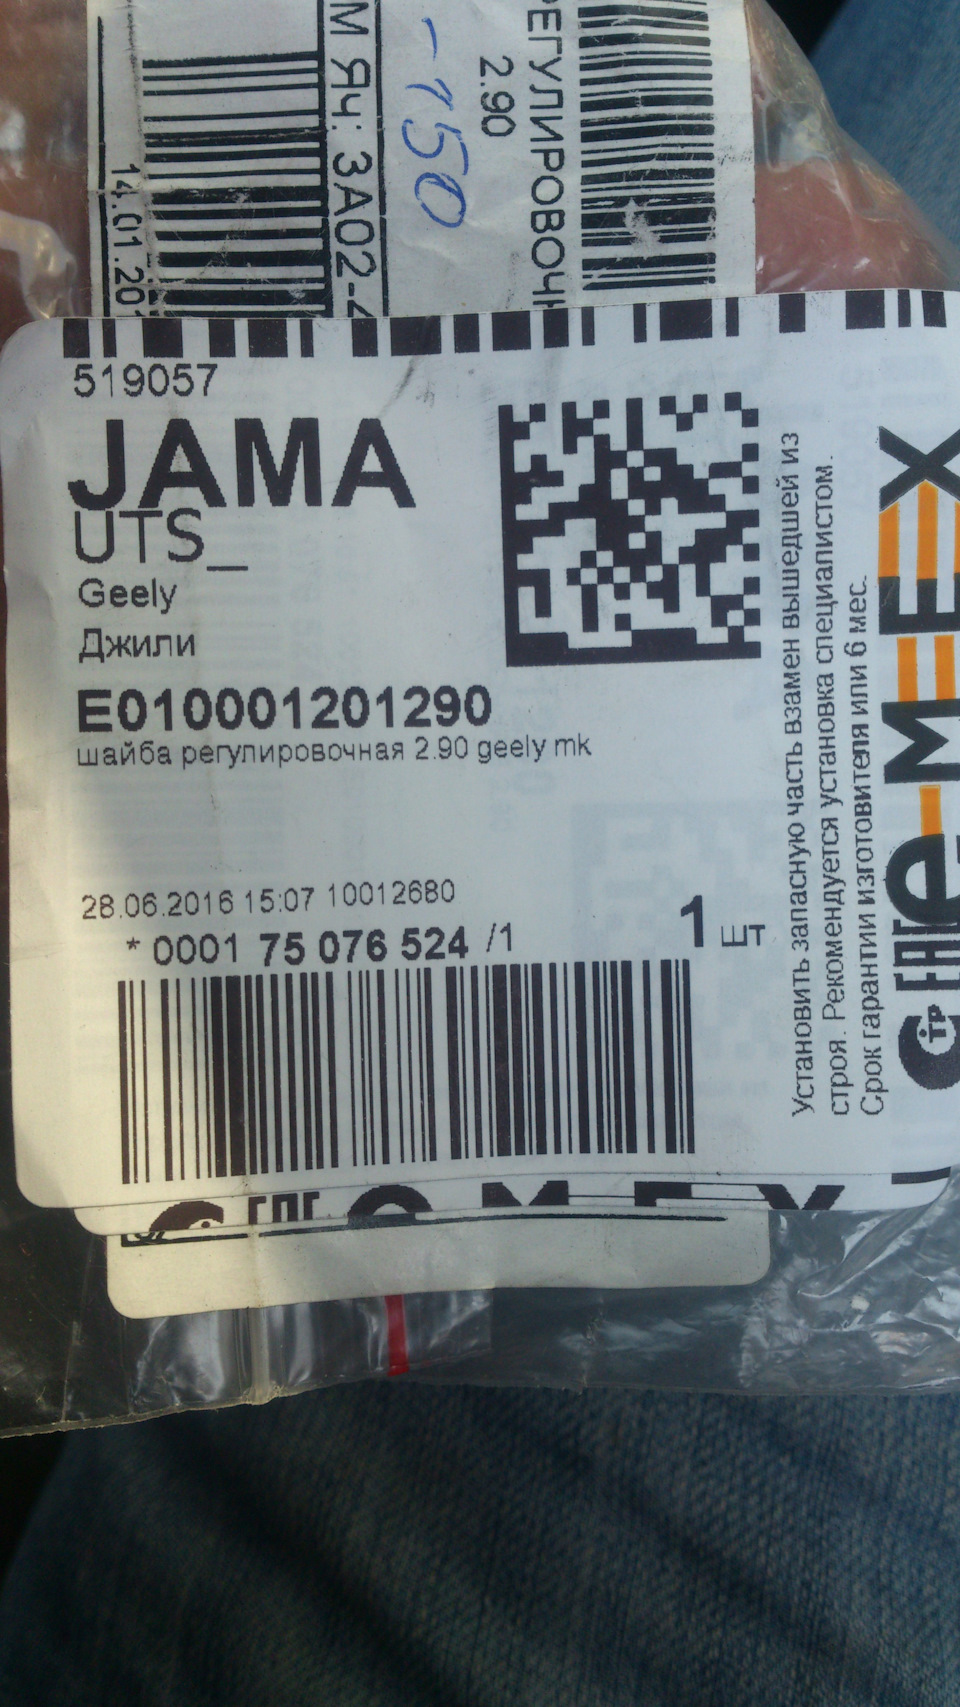 14.01.20
М Яч: 3А02-4
-150
2.90
РЕГУЛИРОВОЧН
519057
JAMA
UTS_
Geely
Джили
E010001201290
шайба регулировочная 2.90 geely mk
28.06.2016 15:07 10012680
* 0001 75 076 524 /1
1 шт
Установить запасную часть взамен вышедшей из
строя. Рекомендуется установка специалистом.
Срок гарантии изготовителя или 6 мес.